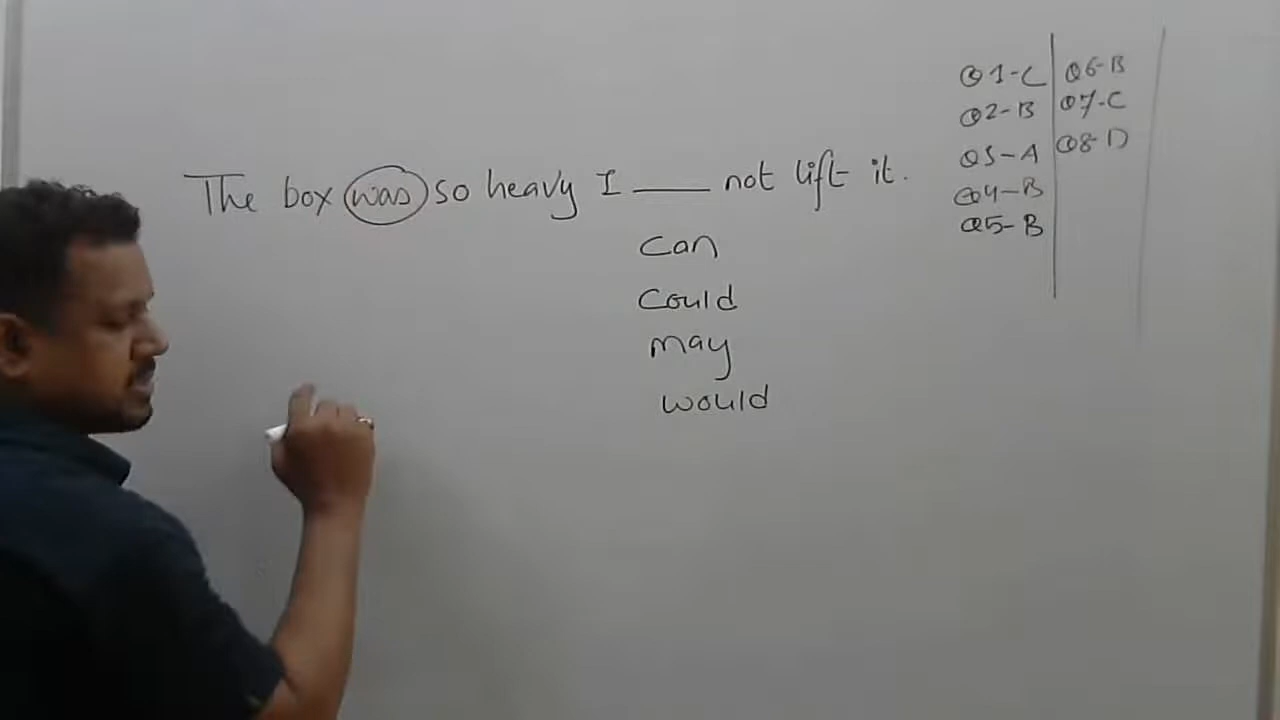 The box was so heavy I ____ not lift it.
can
could
may
would
Q1-C
Q2-B
Q3-A
Q4-B
Q5-B
Q6-B
Q7-C
Q8-D